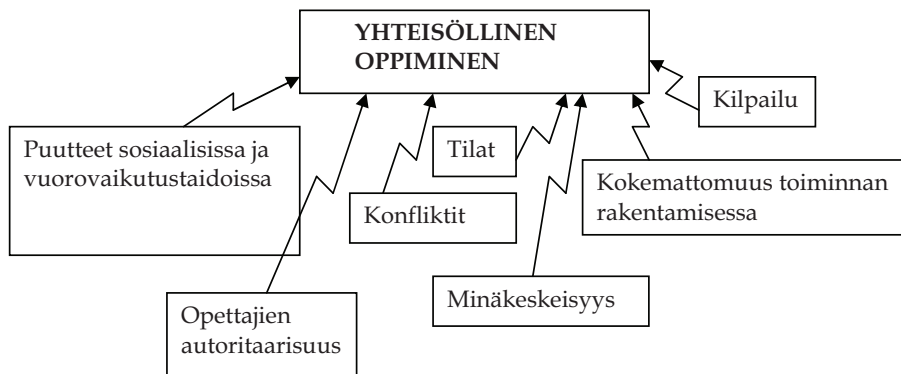 YHTEISÖLLINEN
OPPIMINEN
Kilpailu
Puutteet sosiaalisissa ja
vuorovaikutustaidoissa
Tilat
Kokemattomuus toiminnan
rakentamisessa
Konfliktit
Minäkeskeisyys
Opettajien
autoritaarisuus